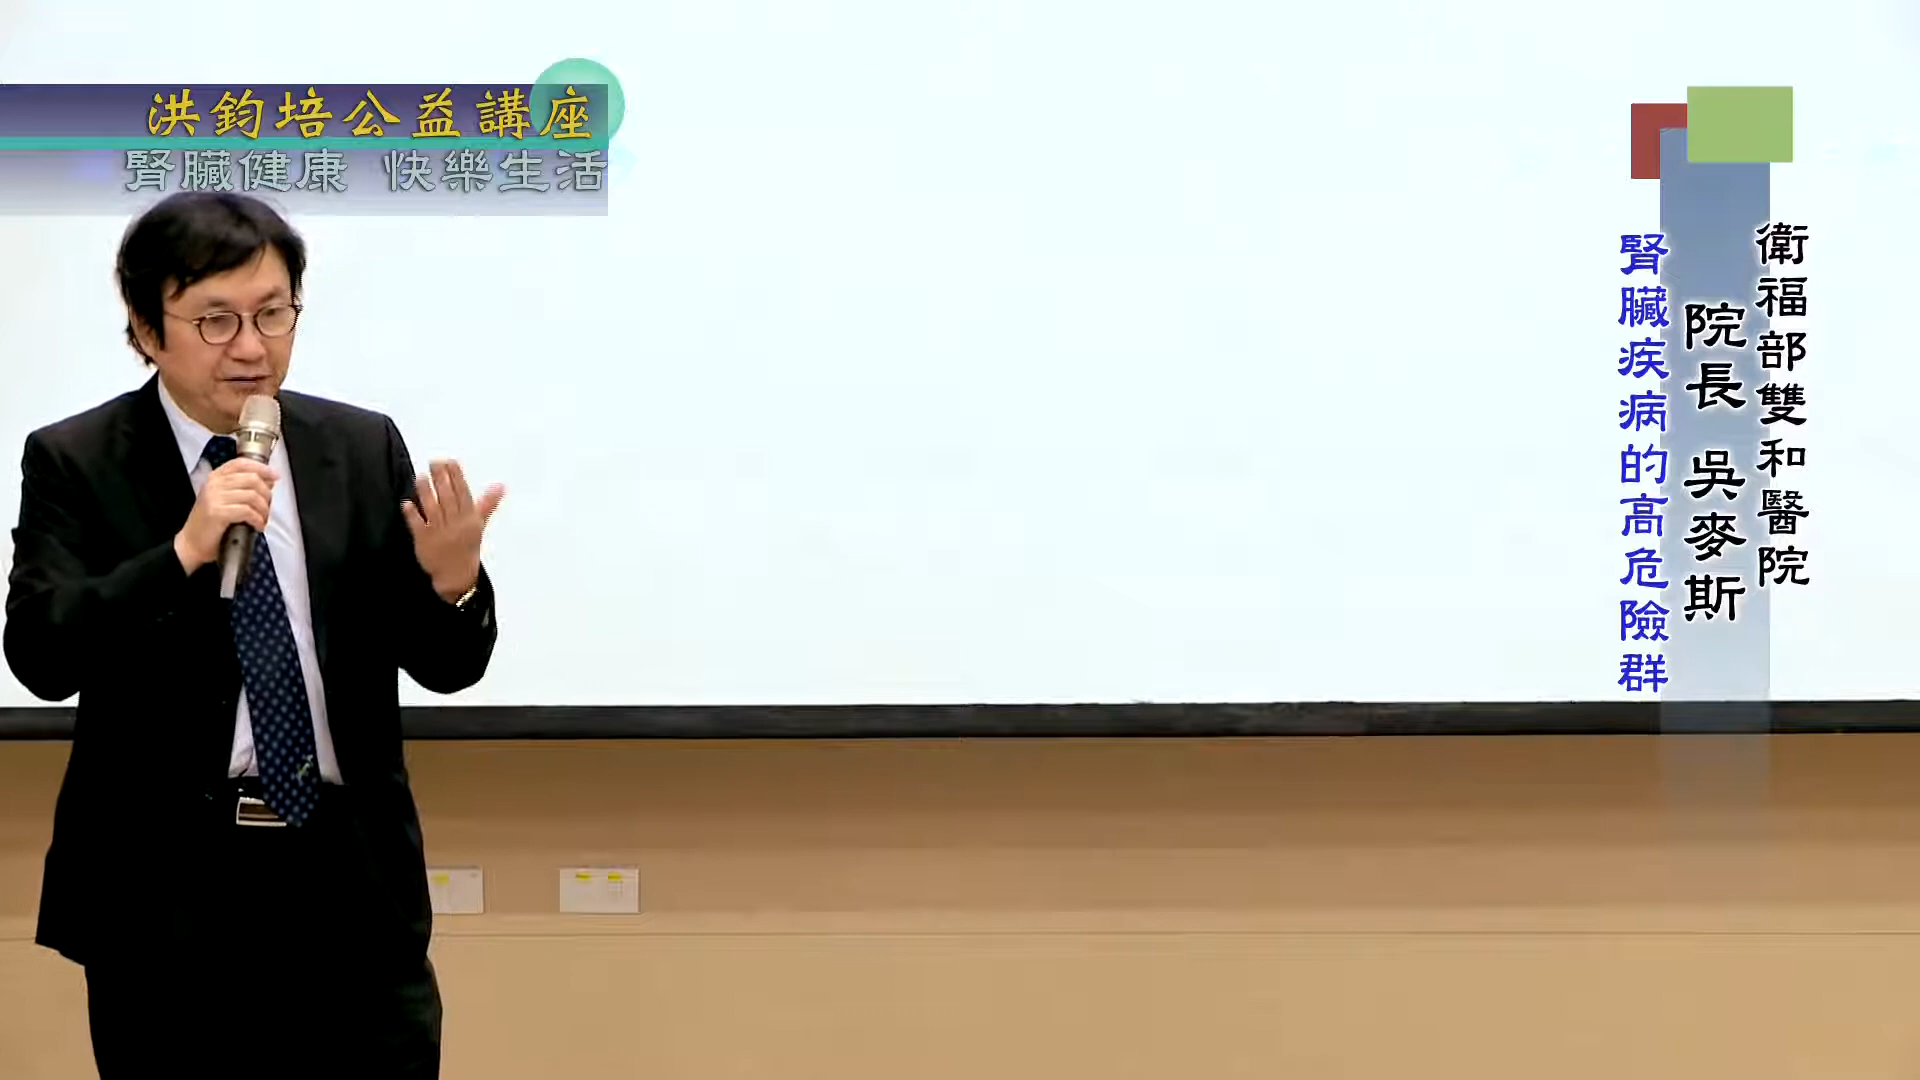 洪鈞培公益講座
腎臟健康 快樂生活
衛福部雙和醫院
院長 吳麥斯
腎臟疾病的高危險群